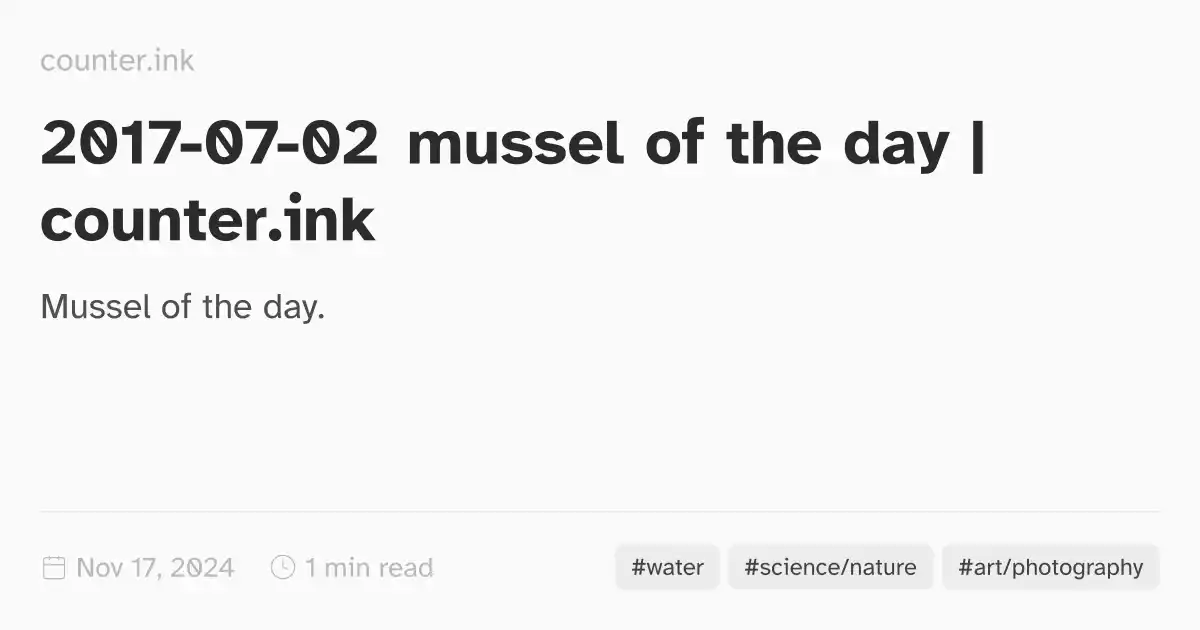 counter.ink
2017-07-02 mussel of the day |
counter.ink
Mussel of the day.
Nov 17, 2024 1 min read #water #science/nature #art/photography